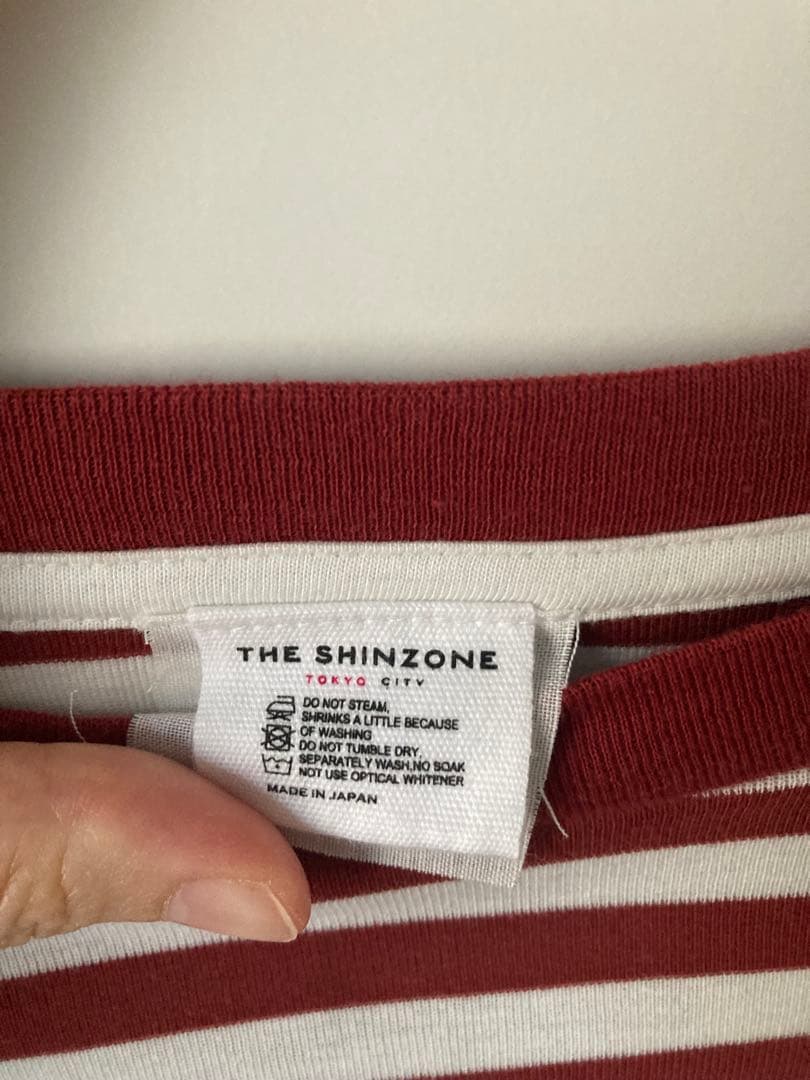 THE SHINZONE
TOKYO CITY
DO NOT STEAM,
SHRINKS A LITTLE BECAUSE
OF WASHING
DO NOT TUMBLE DRY,
SEPARATELY WASH,NO SOAK
NOT USE OPTICAL WHITENER
MADE IN JAPAN